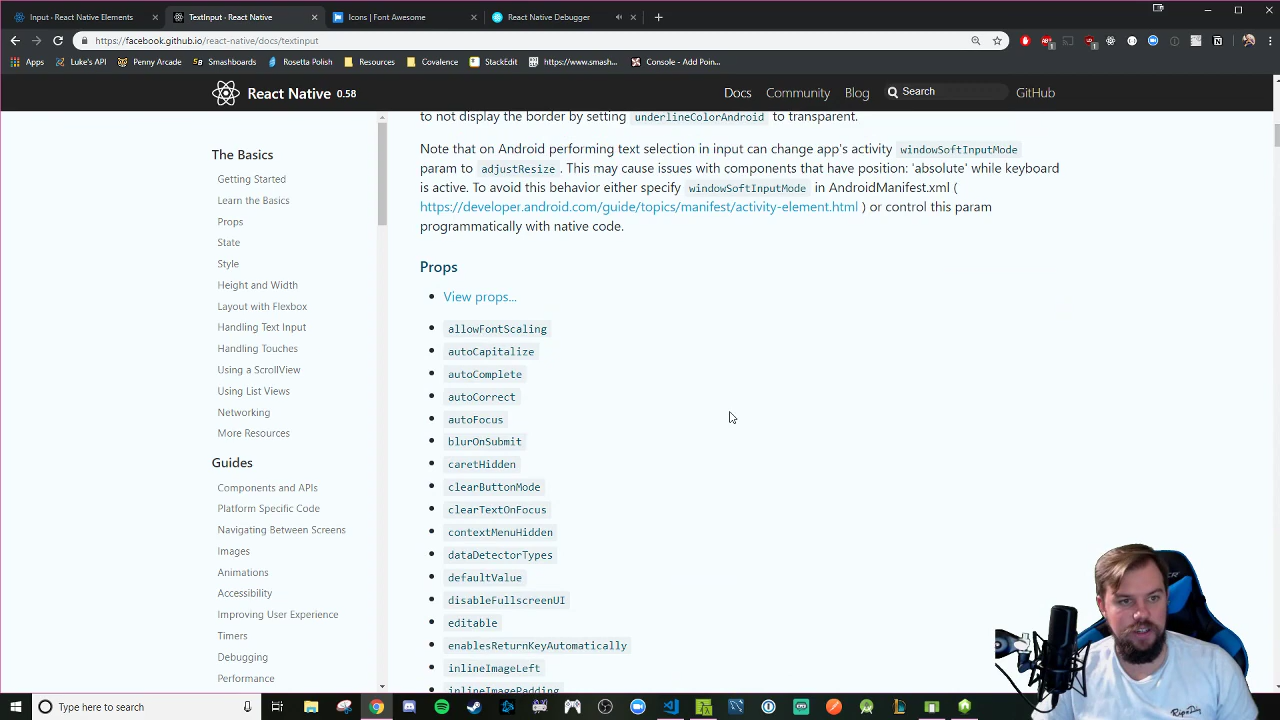 Input · React Native Elements
TextInput · React Native
Icons | Font Awesome
React Native Debugger
https://facebook.github.io/react-native/docs/textinput
Apps
Luke's API
Penny Arcade
Smashboards
Rosetta Polish
Resources
Covalence
StackEdit
https://www.smash...
Console - Add Poin...
React Native 0.58
Docs
Community
Blog
Search
GitHub
The Basics
Getting Started
Learn the Basics
Props
State
Style
Height and Width
Layout with Flexbox
Handling Text Input
Handling Touches
Using a ScrollView
Using List Views
Networking
More Resources
Guides
Components and APIs
Platform Specific Code
Navigating Between Screens
Images
Animations
Accessibility
Improving User Experience
Timers
Debugging
Performance
to not display the border by setting underlineColorAndroid to transparent.
Note that on Android performing text selection in input can change app's activity windowSoftInputMode
param to adjustResize . This may cause issues with components that have position: 'absolute' while keyboard
is active. To avoid this behavior either specify windowSoftInputMode in AndroidManifest.xml (
https://developer.android.com/guide/topics/manifest/activity-element.html ) or control this param
programmatically with native code.
Props
View props...
allowFontScaling
autoCapitalize
autoComplete
autoCorrect
autoFocus
blurOnSubmit
caretHidden
clearButtonMode
clearTextOnFocus
contextMenuHidden
dataDetectorTypes
defaultValue
disableFullscreenUI
editable
enablesReturnKeyAutomatically
inlineImageLeft
inlineImagePadding
Type here to search